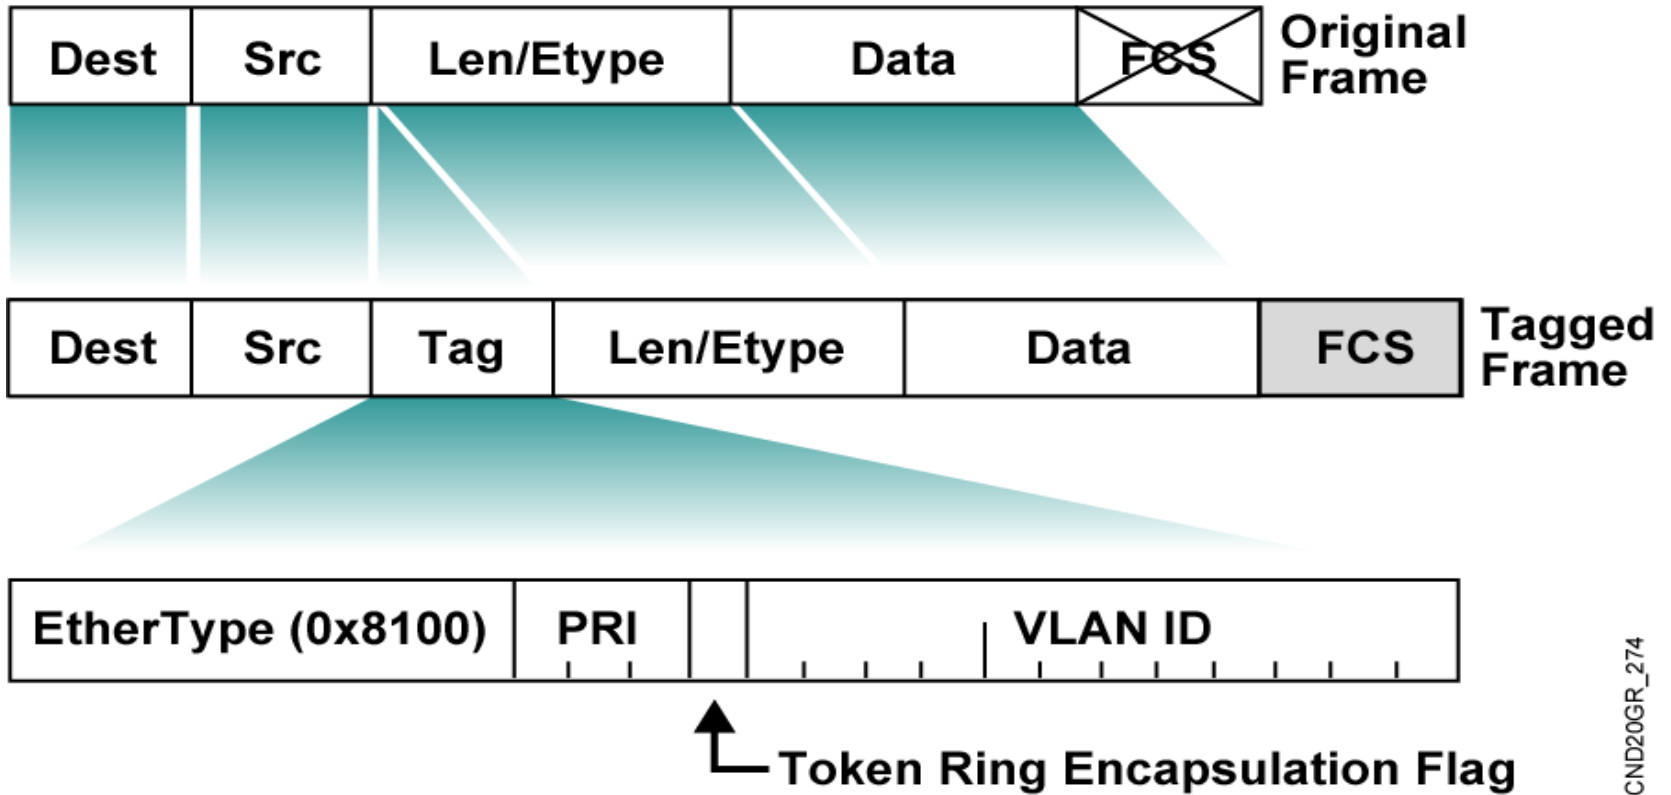 Dest Src Len/Etype Data FCS Original
Frame
Dest Src Tag Len/Etype Data FCS Tagged
Frame
EtherType (0x8100) PRI VLAN ID
Token Ring Encapsulation Flag
CND20GR_274